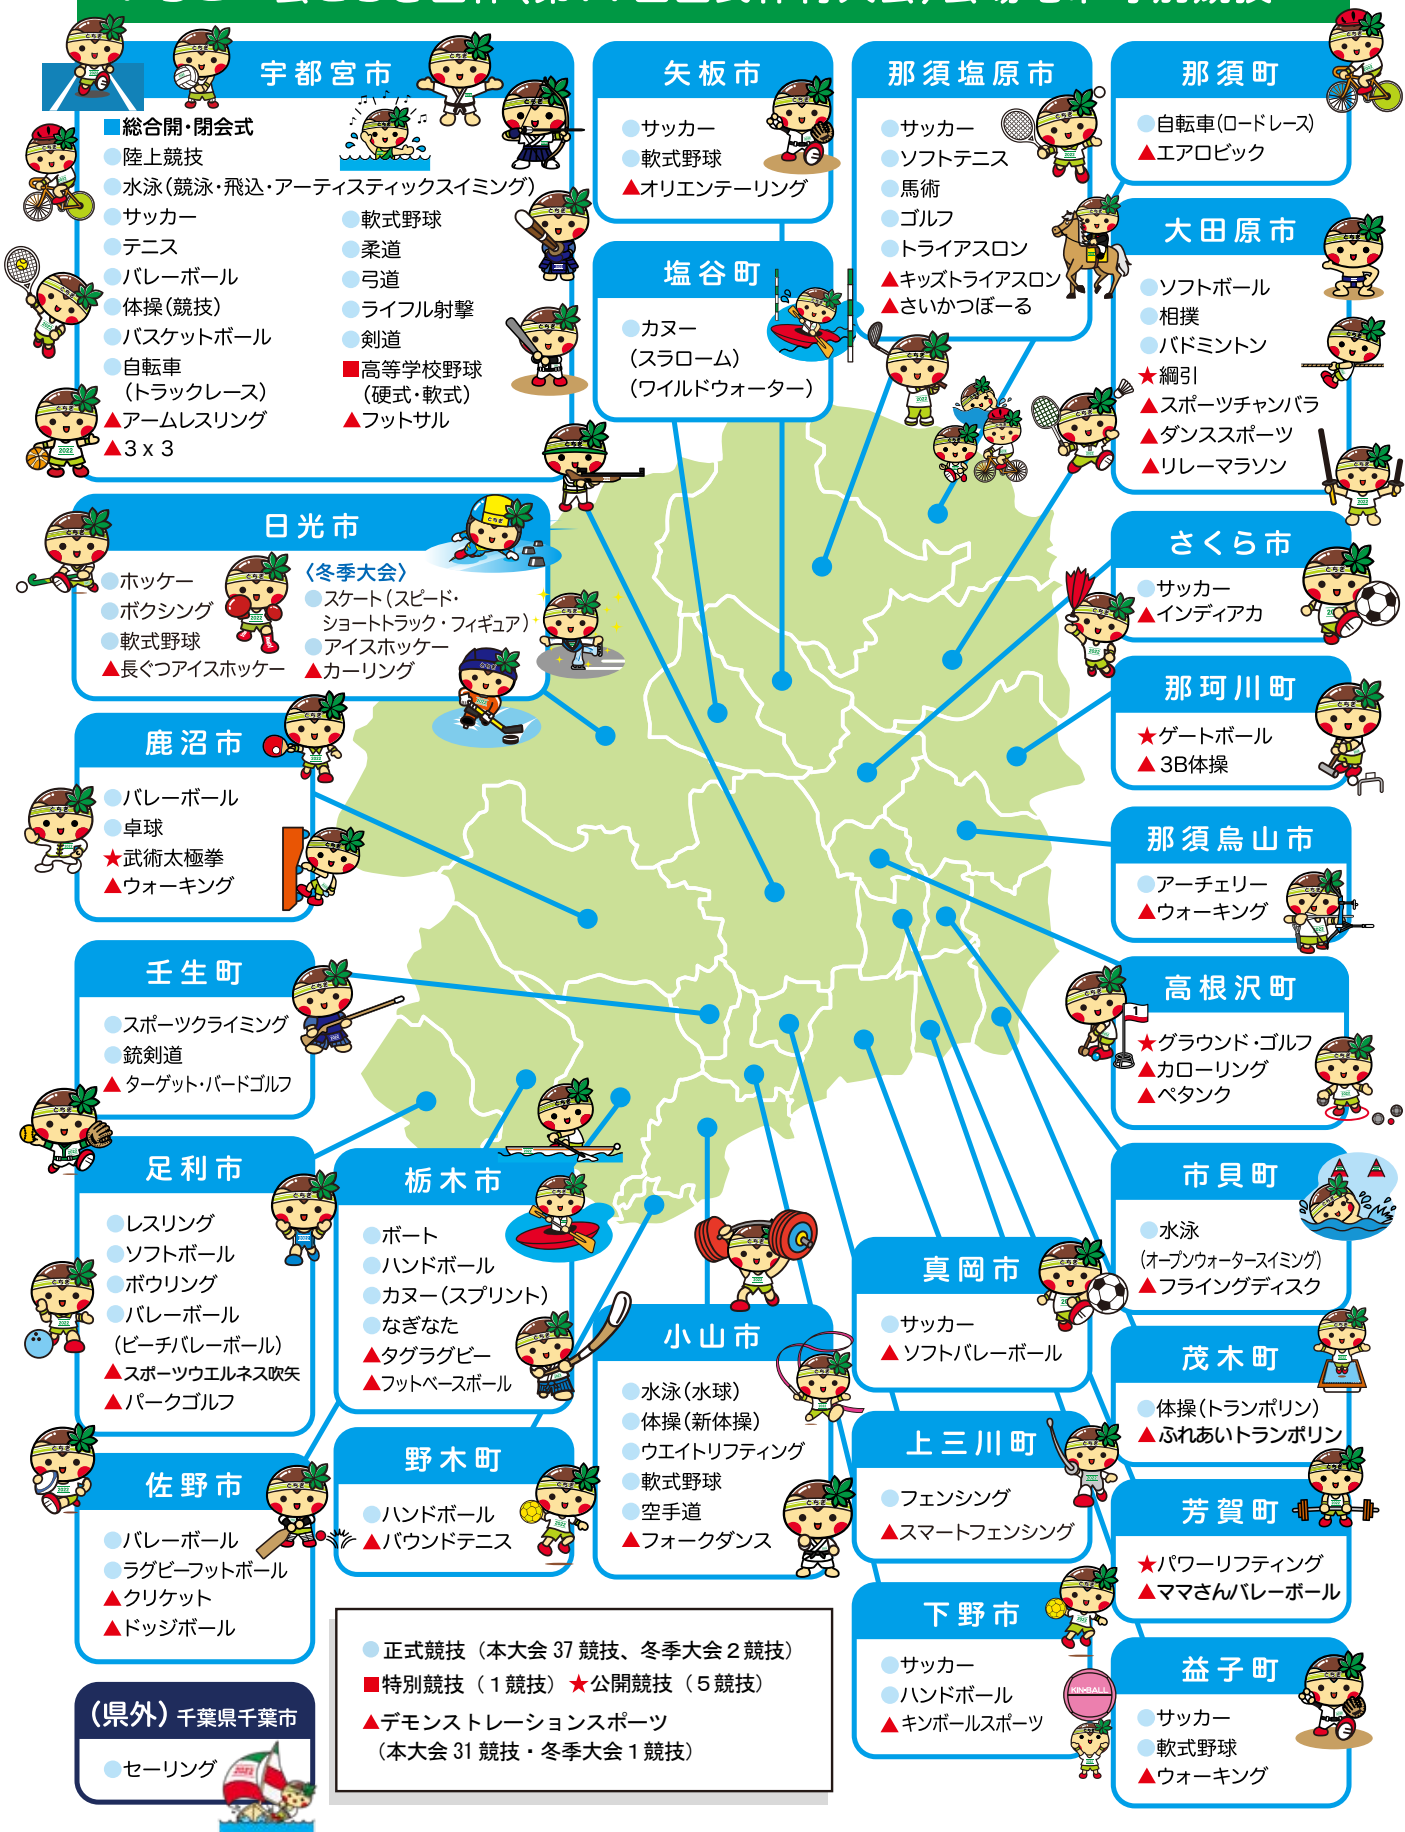 宇都宮市
■総合開・閉会式
●陸上競技
●水泳(競泳・飛込・アーティスティックスイミング)
●サッカー
●テニス
●バレーボール
●体操(競技)
●バスケットボール
●自転車
(トラックレース)
▲アームレスリング
▲3 x 3
●軟式野球
●柔道
●弓道
●ライフル射撃
●剣道
■高等学校野球
(硬式・軟式)
▲フットサル
矢板市
●サッカー
●軟式野球
▲オリエンテーリング
塩谷町
●カヌー
(スラローム)
(ワイルドウォーター)
那須塩原市
●サッカー
●ソフトテニス
●馬術
●ゴルフ
●トライアスロン
▲キッズトライアスロン
▲さいかつぼーる
那須町
●自転車(ロードレース)
▲エアロビック
大田原市
●ソフトボール
●相撲
●バドミントン
★綱引
▲スポーツチャンバラ
▲ダンススポーツ
▲リレーマラソン
日光市
●ホッケー
●ボクシング
●軟式野球
▲長ぐつアイスホッケー
〈冬季大会〉
●スケート(スピード・
ショートトラック・フィギュア)
●アイスホッケー
▲カーリング
さくら市
●サッカー
▲インディアカ
那珂川町
★ゲートボール
▲3B体操
鹿沼市
●バレーボール
●卓球
★武術太極拳
▲ウォーキング
那須烏山市
●アーチェリー
▲ウォーキング
壬生町
●スポーツクライミング
●銃剣道
▲ターゲット・バードゴルフ
高根沢町
★グラウンド・ゴルフ
▲カローリング
▲ペタンク
足利市
●レスリング
●ソフトボール
●ボウリング
●バレーボール
(ビーチバレーボール)
▲スポーツウエルネス吹矢
▲パークゴルフ
栃木市
●ボート
●ハンドボール
●カヌー(スプリント)
●なぎなた
▲タグラグビー
▲フットベースボール
市貝町
●水泳
(オープンウォータースイミング)
▲フライングディスク
真岡市
●サッカー
▲ソフトバレーボール
小山市
●水泳(水球)
●体操(新体操)
●ウエイトリフティング
●軟式野球
●空手道
▲フォークダンス
茂木町
●体操(トランポリン)
▲ふれあいトランポリン
佐野市
●バレーボール
●ラグビーフットボール
▲クリケット
▲ドッジボール
野木町
●ハンドボール
▲バウンドテニス
上三川町
●フェンシング
▲スマートフェンシング
芳賀町
★パワーリフティング
▲ママさんバレーボール
下野市
●サッカー
●ハンドボール
▲キンボールスポーツ
KIN-BALL
益子町
●サッカー
●軟式野球
▲ウォーキング
(県外)千葉県千葉市
●セーリング
●正式競技(本大会37競技、冬季大会2競技)
■特別競技(1競技)★公開競技(5競技)
▲デモンストレーションスポーツ
(本大会31競技・冬季大会1競技)